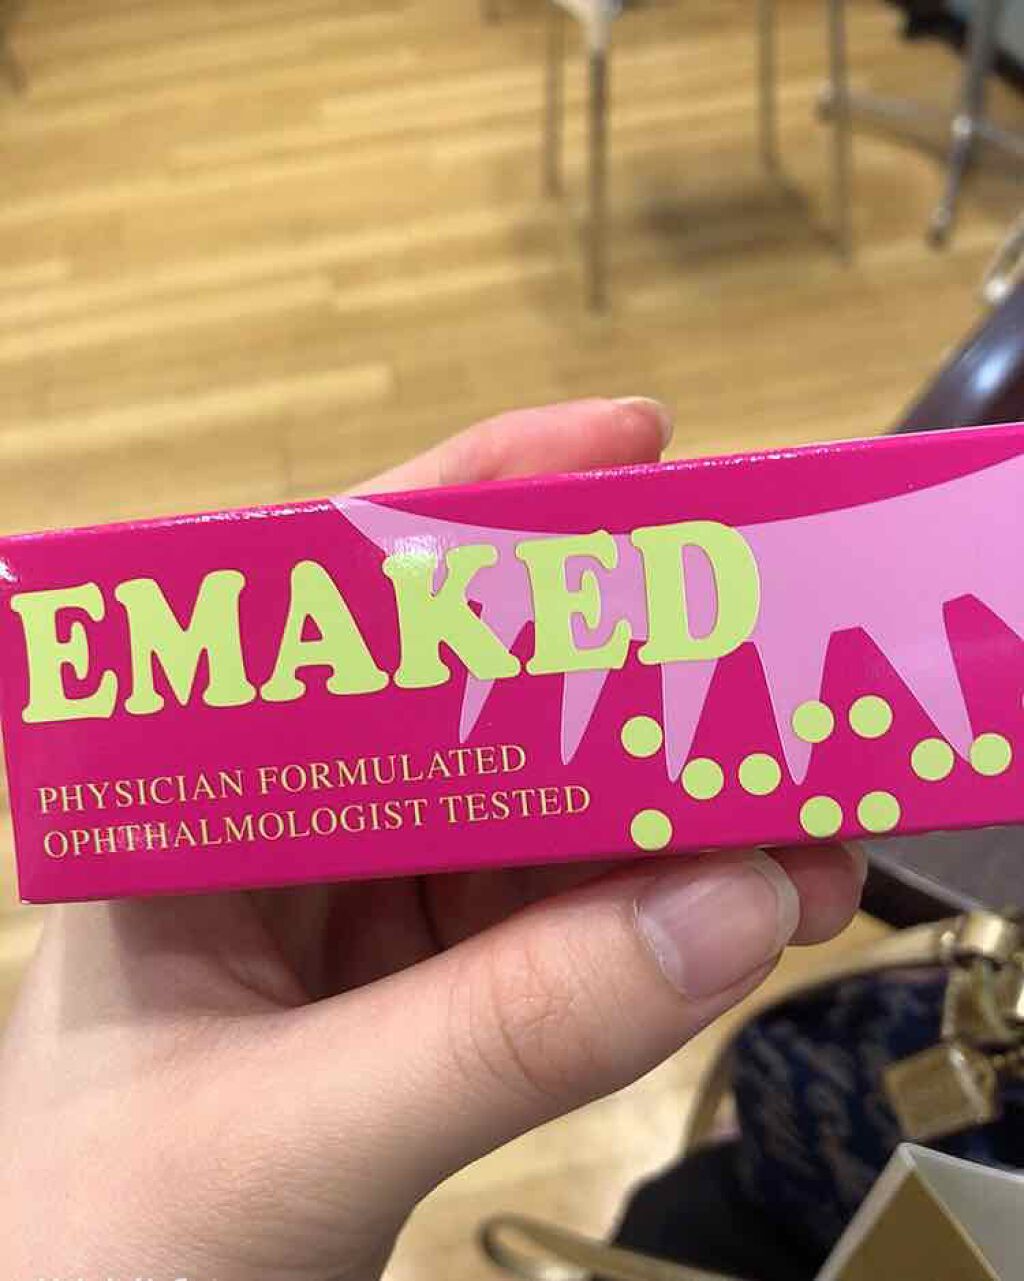 EMAKED
PHYSICIAN FORMULATED
OPHTHALMOLOGIST TESTED